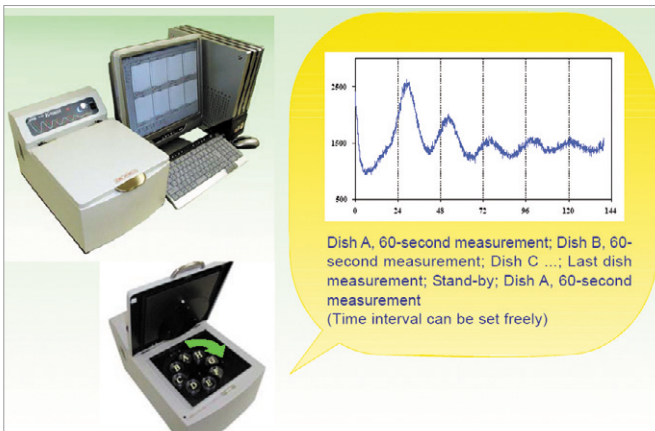 2500
1500
500
0 24 48 72 96 120 144
Dish A, 60-second measurement; Dish B, 60-
second measurement; Dish C ...; Last dish
measurement; Stand-by; Dish A, 60-second
measurement
(Time interval can be set freely)
A H
B G
C D E F